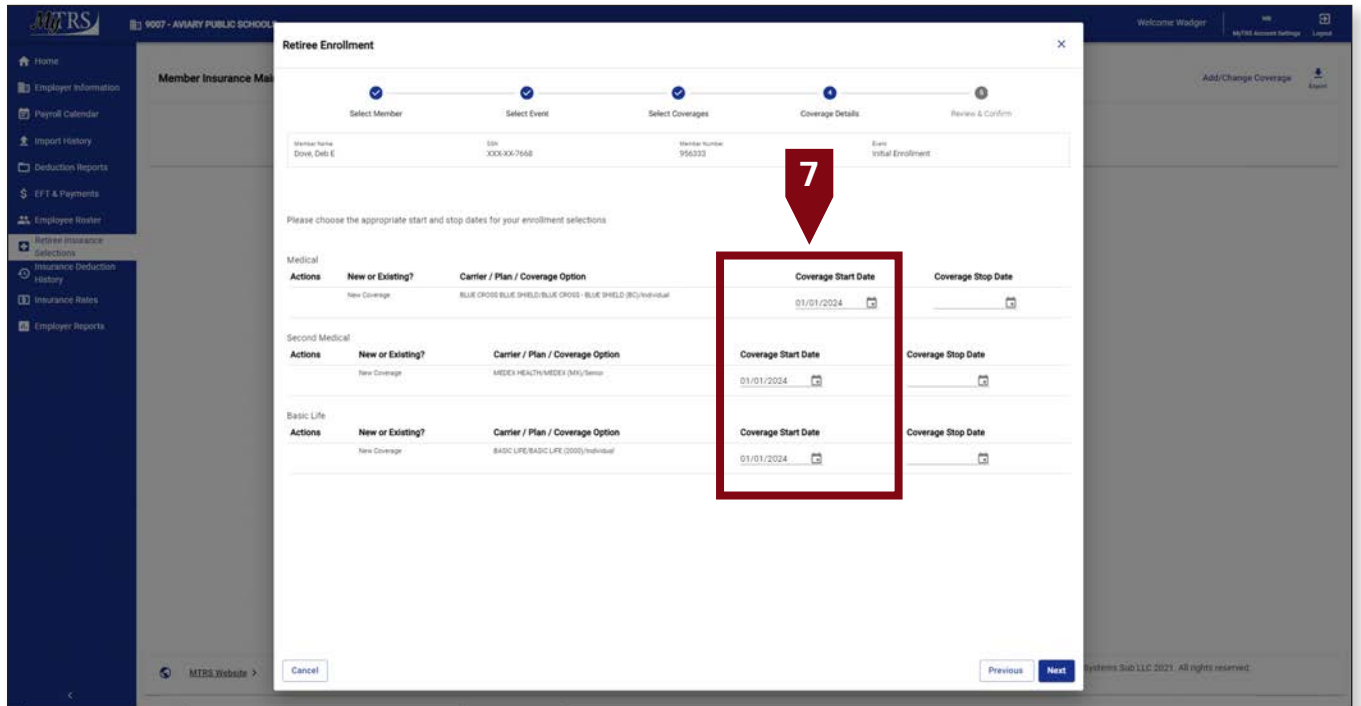 MyTRS
9007 - AVIARY PUBLIC SCHOOLS
Welcome Wadger
MyTRS Account Settings
Logout
Home
Employer Information
Payroll Calendar
Import History
Deduction Reports
EFT & Payments
Employee Roster
Retiree Insurance
Selections
Insurance Deduction
History
Insurance Rates
Employer Reports
Member Insurance Mai
Add/Change Coverage
Export
Retiree Enrollment
Select Member
Select Event
Select Coverages
4
Coverage Details
5
Review & Confirm
Member Name
Dove, Deb E
SSN
XXX-XX-7668
Member Number
956333
Event
Initial Enrollment
7
Please choose the appropriate start and stop dates for your enrollment selections
Medical
Actions New or Existing? Carrier / Plan / Coverage Option Coverage Start Date Coverage Stop Date
New Coverage BLUE CROSS BLUE SHIELD/BLUE CROSS - BLUE SHIELD (BC)/Individual 01/01/2024
Second Medical
Actions New or Existing? Carrier / Plan / Coverage Option Coverage Start Date Coverage Stop Date
New Coverage MEDEX HEALTH/MEDEX (MX)/Senior 01/01/2024
Basic Life
Actions New or Existing? Carrier / Plan / Coverage Option Coverage Start Date Coverage Stop Date
New Coverage BASIC LIFE/BASIC LIFE (2000)/Individual 01/01/2024
Cancel
Previous
Next
MTRS Website >
ystems Sub LLC 2021. All rights reserved.